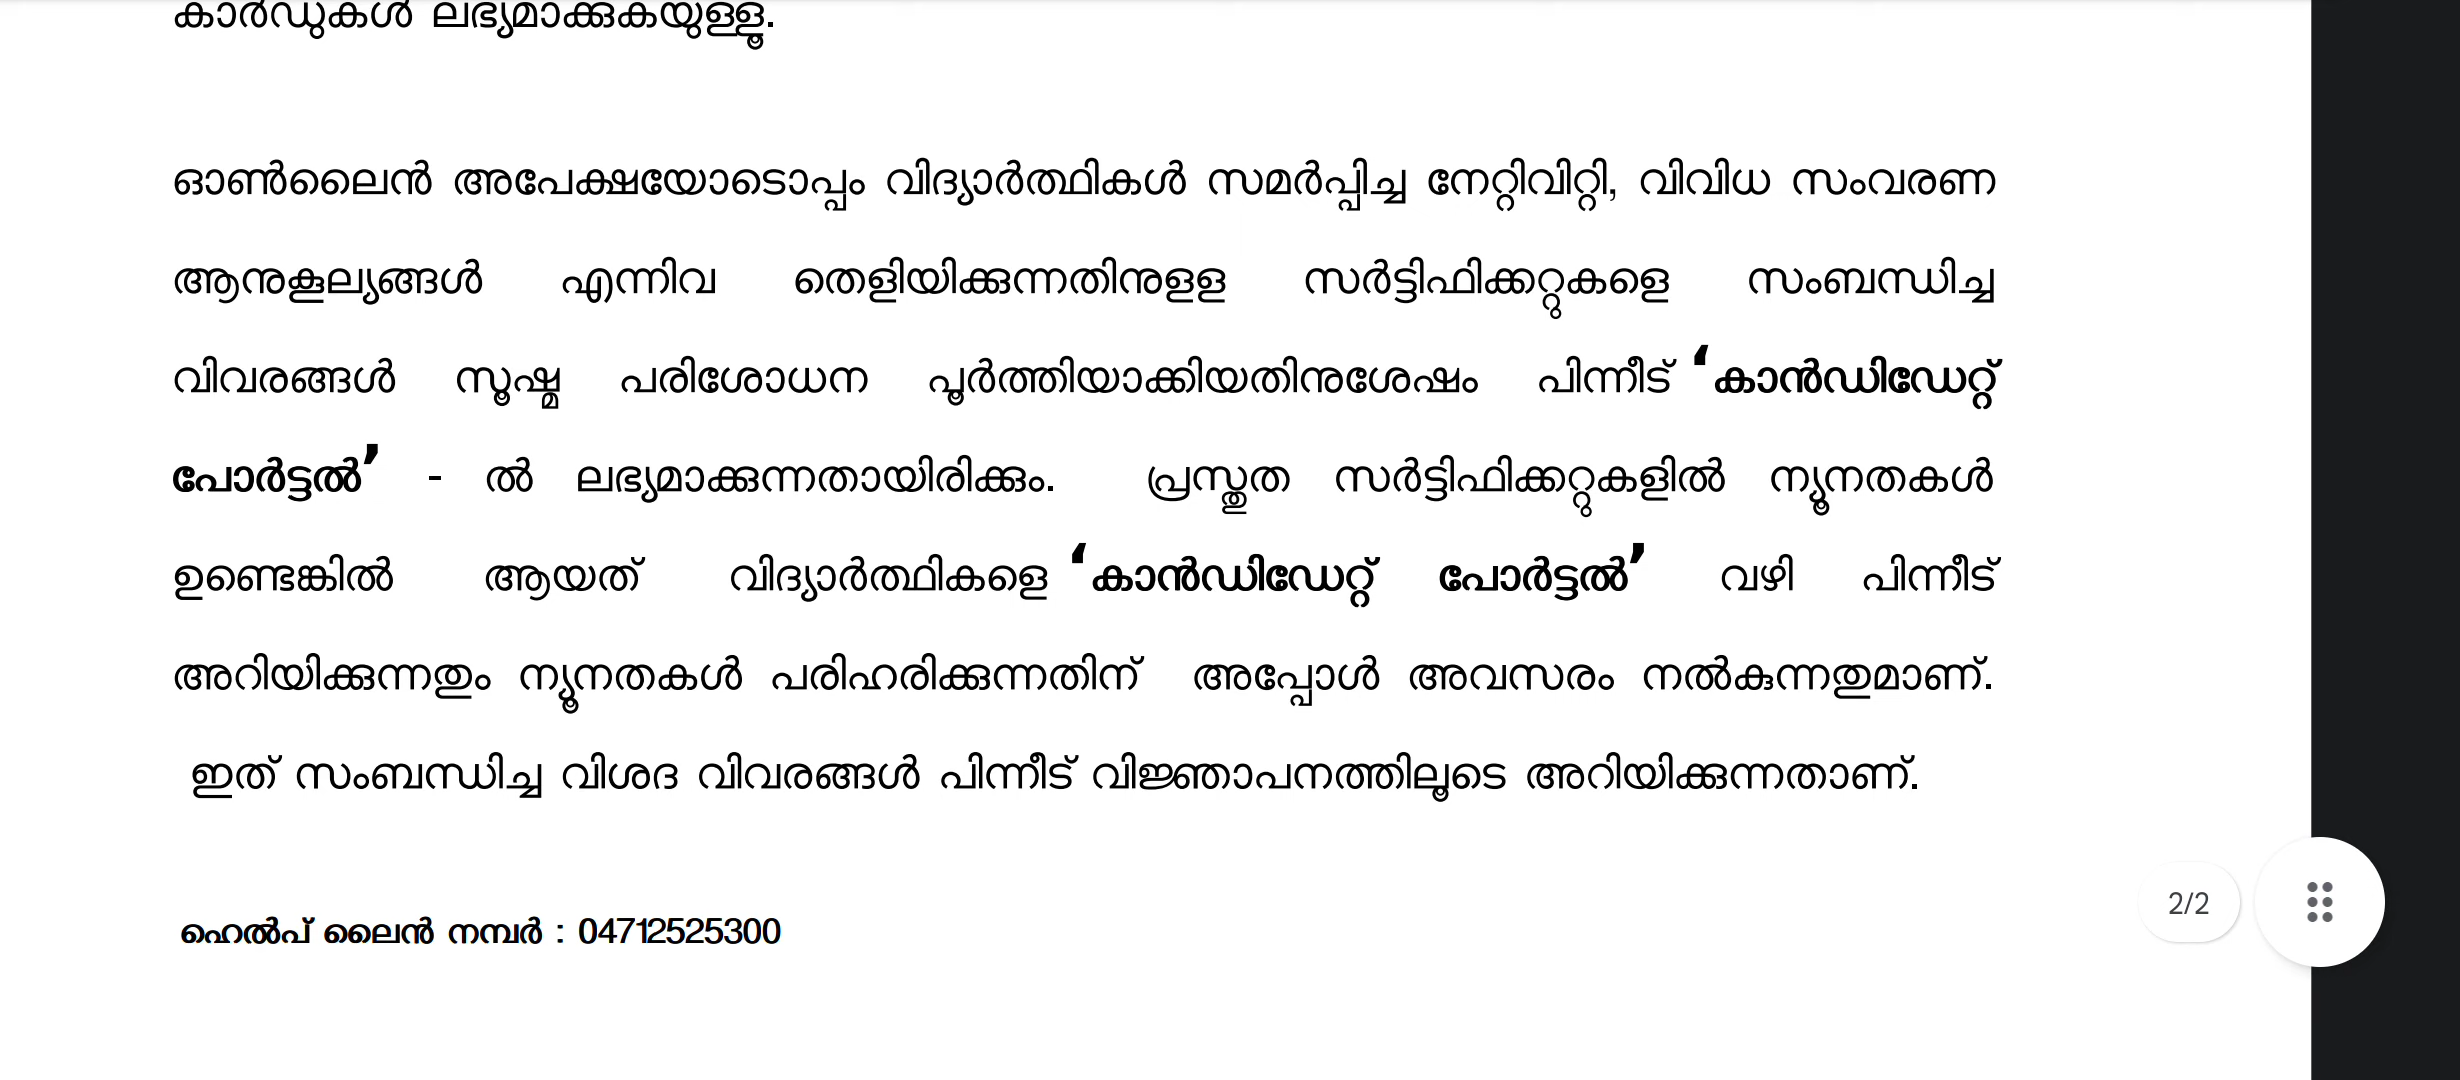 കാർഡുകൾ ലഭ്യമാക്കുകയുള്ളൂ.
ഓൺലൈൻ അപേക്ഷയോടൊപ്പം വിദ്യാർത്ഥികൾ സമർപ്പിച്ച നേറ്റിവിറ്റി, വിവിധ സംവരണ
ആനുകൂല്യങ്ങൾ എന്നിവ തെളിയിക്കുന്നതിനുളള സർട്ടിഫിക്കറ്റുകളെ സംബന്ധിച്ച
വിവരങ്ങൾ സൂഷ്മ പരിശോധന പൂർത്തിയാക്കിയതിനുശേഷം പിന്നീട് ‘കാൻഡിഡേറ്റ്
പോർട്ടൽ’ - ൽ ലഭ്യമാക്കുന്നതായിരിക്കും. പ്രസ്തുത സർട്ടിഫിക്കറ്റുകളിൽ ന്യൂനതകൾ
ഉണ്ടെങ്കിൽ ആയത് വിദ്യാർത്ഥികളെ ‘കാൻഡിഡേറ്റ് പോർട്ടൽ’ വഴി പിന്നീട്
അറിയിക്കുന്നതും ന്യൂനതകൾ പരിഹരിക്കുന്നതിന് അപ്പോൾ അവസരം നൽകുന്നതുമാണ്.
ഇത് സംബന്ധിച്ച വിശദ വിവരങ്ങൾ പിന്നീട് വിജ്ഞാപനത്തിലൂടെ അറിയിക്കുന്നതാണ്.
2/2
ഹെൽപ് ലൈൻ നമ്പർ : 04712525300